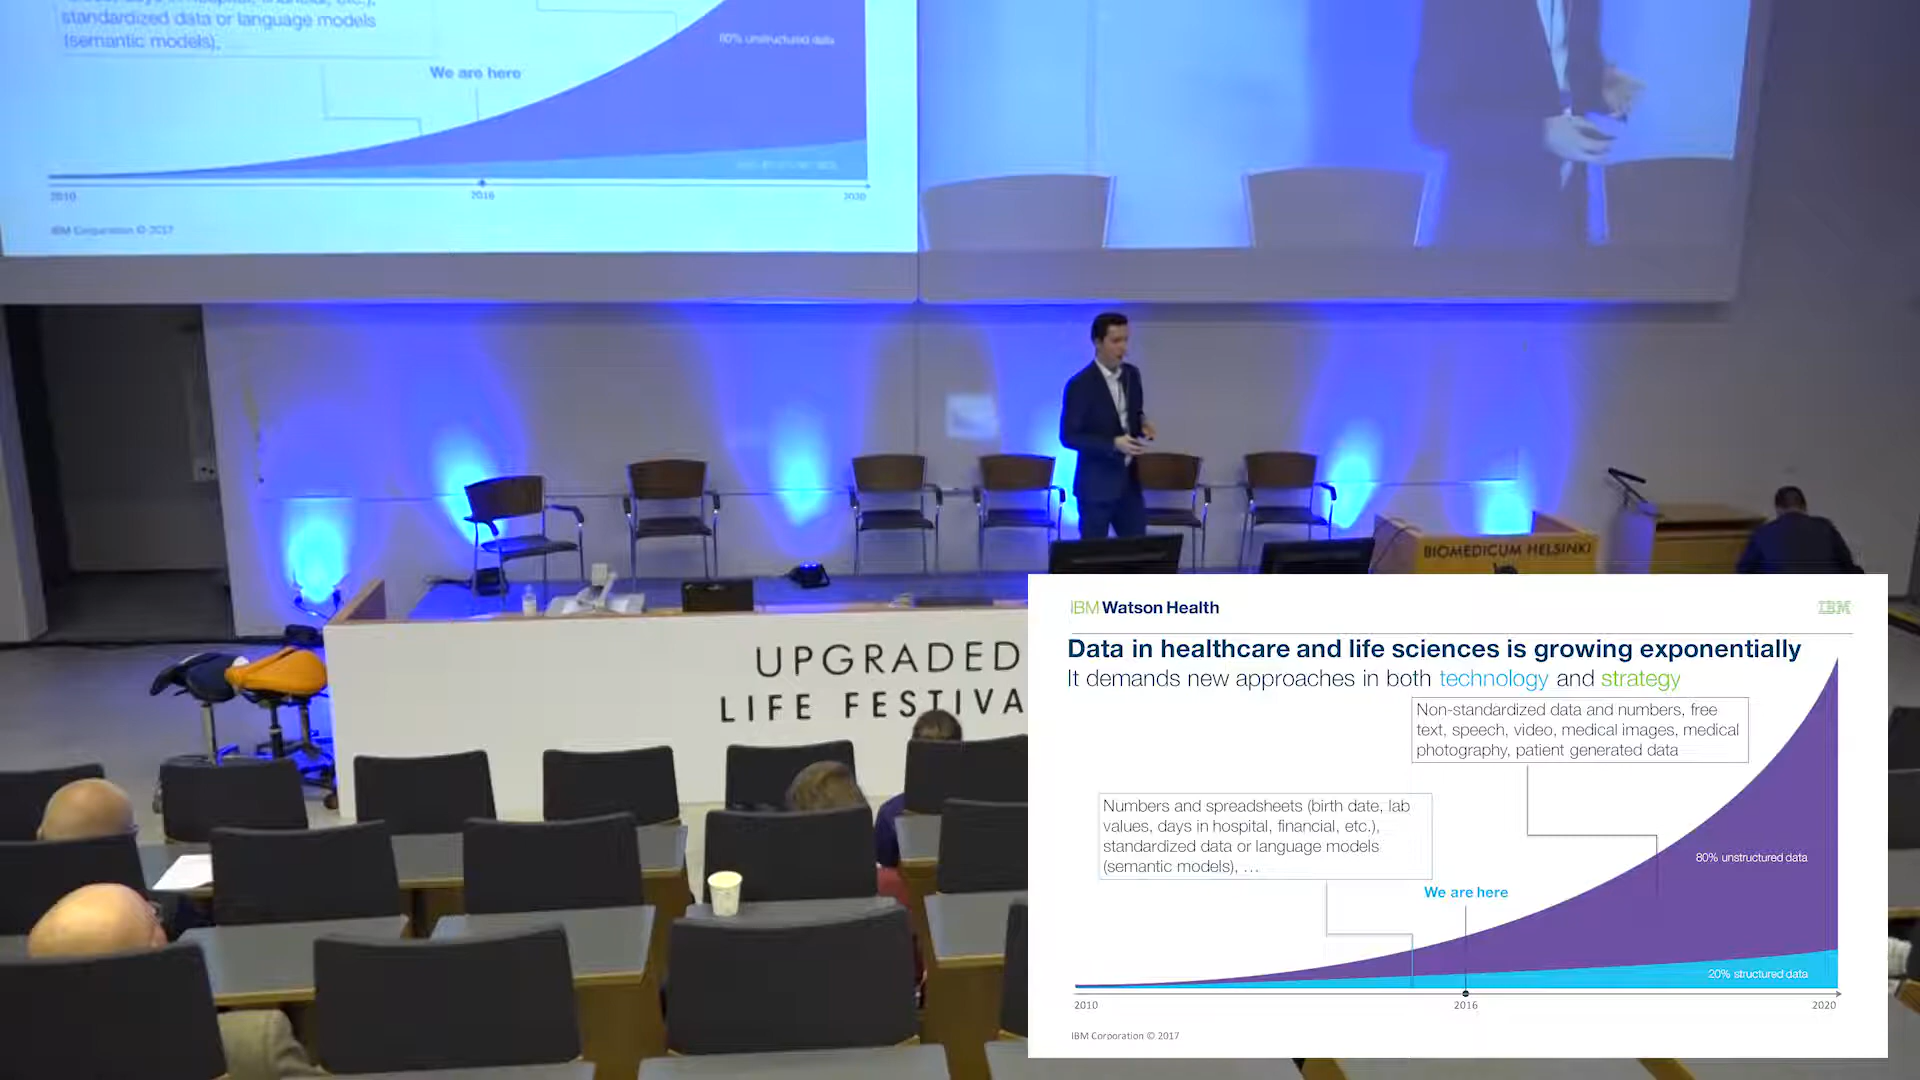 standardized data or language models
(semantic models),
We are here
80% unstructured data
2010
2016
2020
IBM Corporation © 2017
BIOMEDICUM HELSINKI
UPGRADED
LIFE FESTIVA
IBM Watson Health
IBM
Data in healthcare and life sciences is growing exponentially
It demands new approaches in both technology and strategy
Non-standardized data and numbers, free
text, speech, video, medical images, medical
photography, patient generated data
Numbers and spreadsheets (birth date, lab
values, days in hospital, financial, etc.),
standardized data or language models
(semantic models), ...
We are here
80% unstructured data
20% structured data
2010
2016
2020
IBM Corporation © 2017